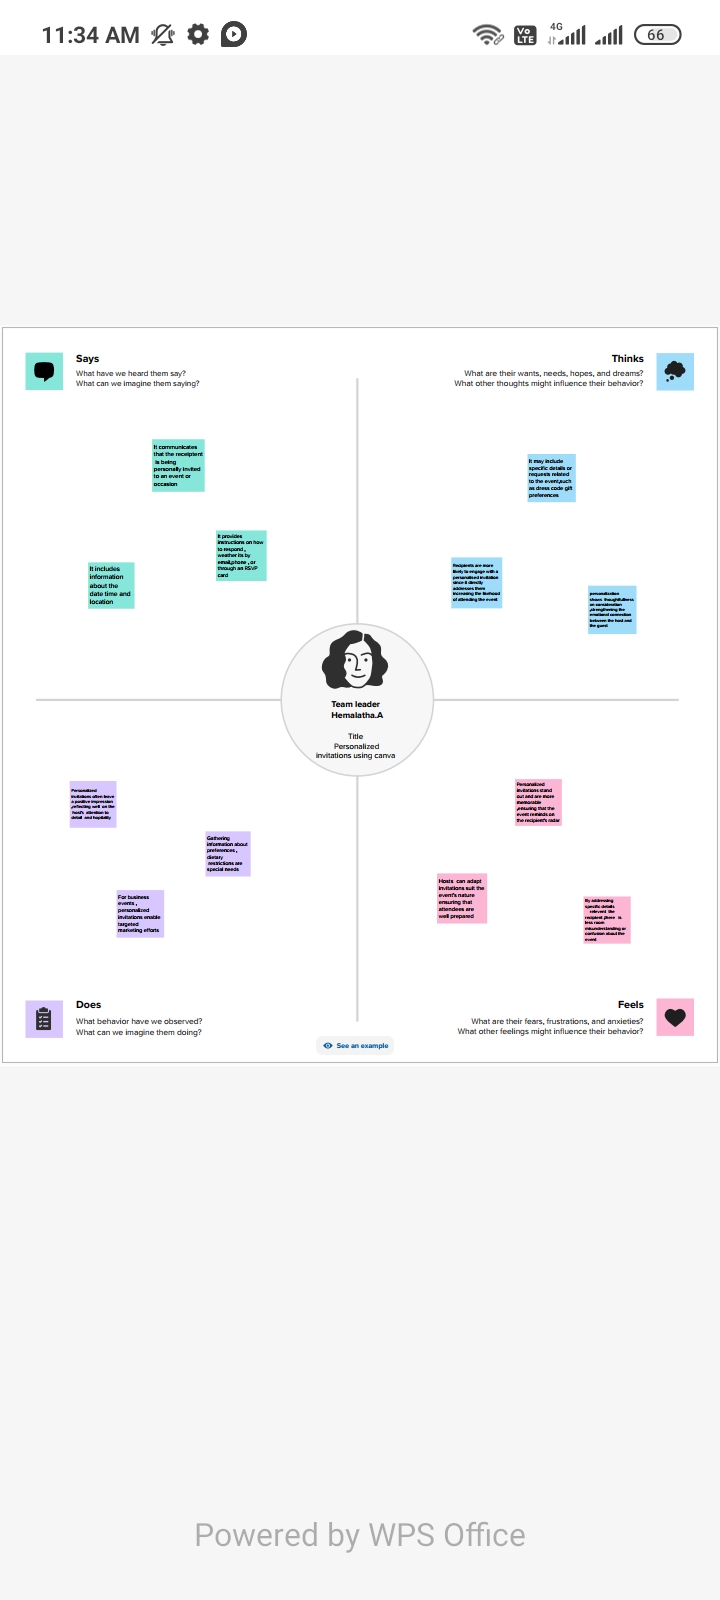 11:34 AM
Vo
LTE
4G
66
Says
What have we heard them say?
What can we imagine them saying?
Thinks
What are their wants, needs, hopes, and dreams?
What other thoughts might influence their behavior?
It communicates
that the receiptent
is being
personally invited
to an event or
occasion
It may include
specific details or
requests related
to the event,such
as dress code gift
preferences
It provides
instructions on how
to respond ,
weather its by
email,phone , or
through an RSVP
card
It includes
information
about the
date time and
location
Recipients are more
likely to engage with a
personalised invitation
since it directly
addresses them
increasing the likehood
of attending the event
personalization
shows thoughtfulness
an consideration
,strengthening the
emotional connection
between the host and
the guest
Team leader
Hemalatha.A
Title
Personalized
invitations using canva
Personalized
invitations often leave
a positive impression
,reflecting well on the
host's attention to
detail and hopitality
Gathering
information about
preferences ,
dietary
restrictions are
special needs
For business
events ,
personalized
invitations enable
targeted
marketing efforts
Personalized
invitations stand
out and are more
memorable
,ensuring that the
event reminds on
the recipient's radar
Hosts can adapt
invitations suit the
event's nature
ensuring that
attendees are
well prepared
By addressing
specific details
relevent the
recipient ,there is
less room
misunderstanding or
confusion about the
event
Does
What behavior have we observed?
What can we imagine them doing?
Feels
What are their fears, frustrations, and anxieties?
What other feelings might influence their behavior?
See an example
Powered by WPS Office